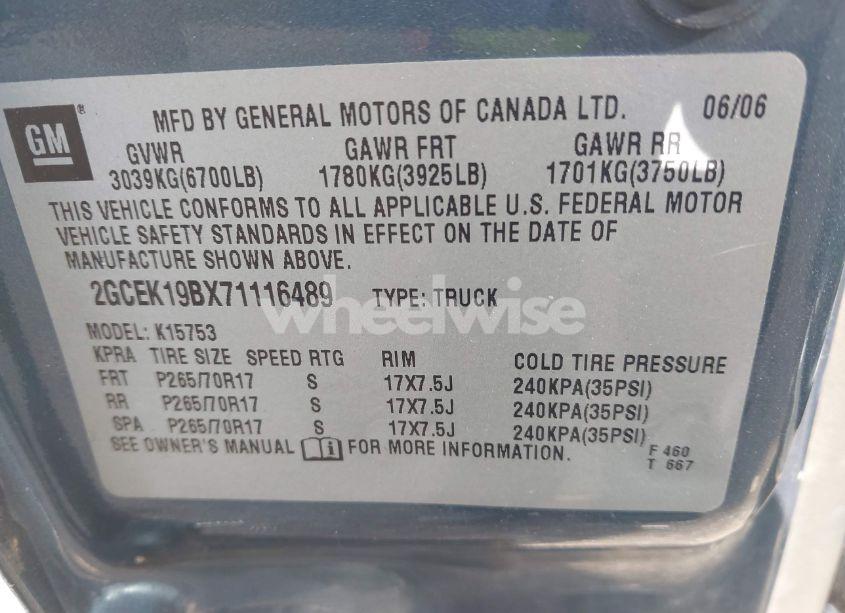 GM ® MFD BY GENERAL MOTORS OF CANADA LTD. 06/06
GVWR GAWR FRT GAWR RR
3039KG(6700LB) 1780KG(3925LB) 1701KG(3750LB)
THIS VEHICLE CONFORMS TO ALL APPLICABLE U.S. FEDERAL MOTOR
VEHICLE SAFETY STANDARDS IN EFFECT ON THE DATE OF
MANUFACTURE SHOWN ABOVE.
2GCEK19BX71116489 TYPE: TRUCK
wheelwise
MODEL: K15753
KPRA TIRE SIZE SPEED RTG RIM COLD TIRE PRESSURE
FRT P265/70R17 S 17X7.5J 240KPA(35PSI)
RR P265/70R17 S 17X7.5J 240KPA(35PSI)
SPA P265/70R17 S 17X7.5J 240KPA(35PSI)
SEE OWNER'S MANUAL FOR MORE INFORMATION.
F 460
T 667